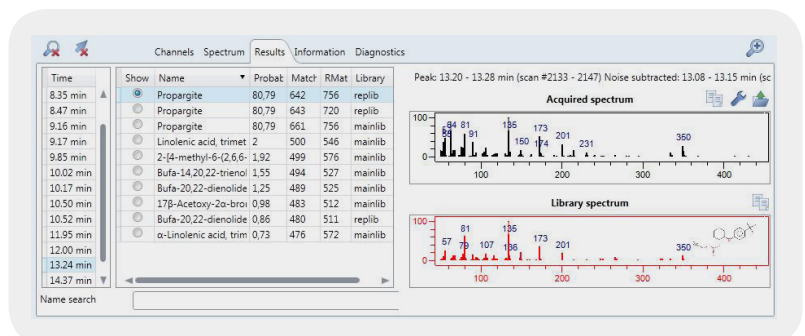 Channels Spectrum Results Information Diagnostics
Time
8.35 min
8.47 min
9.16 min
9.17 min
9.85 min
10.02 min
10.17 min
10.50 min
10.52 min
11.95 min
12.00 min
13.24 min
14.37 min
Show Name Probat Match RMat Library
Propargite 80,79 642 756 replib
Propargite 80,79 643 720 replib
Propargite 80,79 661 756 mainlib
Linolenic acid, trimet 2 500 546 mainlib
2-[4-methyl-6-(2,6,6- 1,92 499 576 mainlib
Bufa-14,20,22-trienol 1,55 494 527 mainlib
Bufa-20,22-dienolide 1,25 489 525 mainlib
17β-Acetoxy-2α-bro 0,98 483 512 mainlib
Bufa-20,22-dienolide 0,86 480 511 replib
α-Linolenic acid, trim 0,73 476 572 mainlib
Name search
Peak: 13.20 - 13.28 min (scan #2133 - 2147) Noise subtracted: 13.08 - 13.15 min (sc
Acquired spectrum
100
0
64 81 91 135 150 173 174 201 231 350
100 200 300 400
Library spectrum
100
0
57 79 81 107 135 136 173 201 350
100 200 300 400